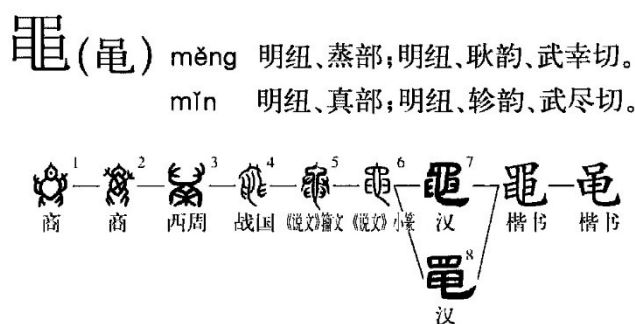 黽(黾) měng 明纽、蒸部;明纽、耿韵、武幸切。
mǐn 明纽、真部;明纽、轸韵、武尽切。
1 2 3 4 5 6 7 黽 黾
商 商 西周 战国 《说文》籀文 《说文》小篆 汉 楷书 楷书
8
汉